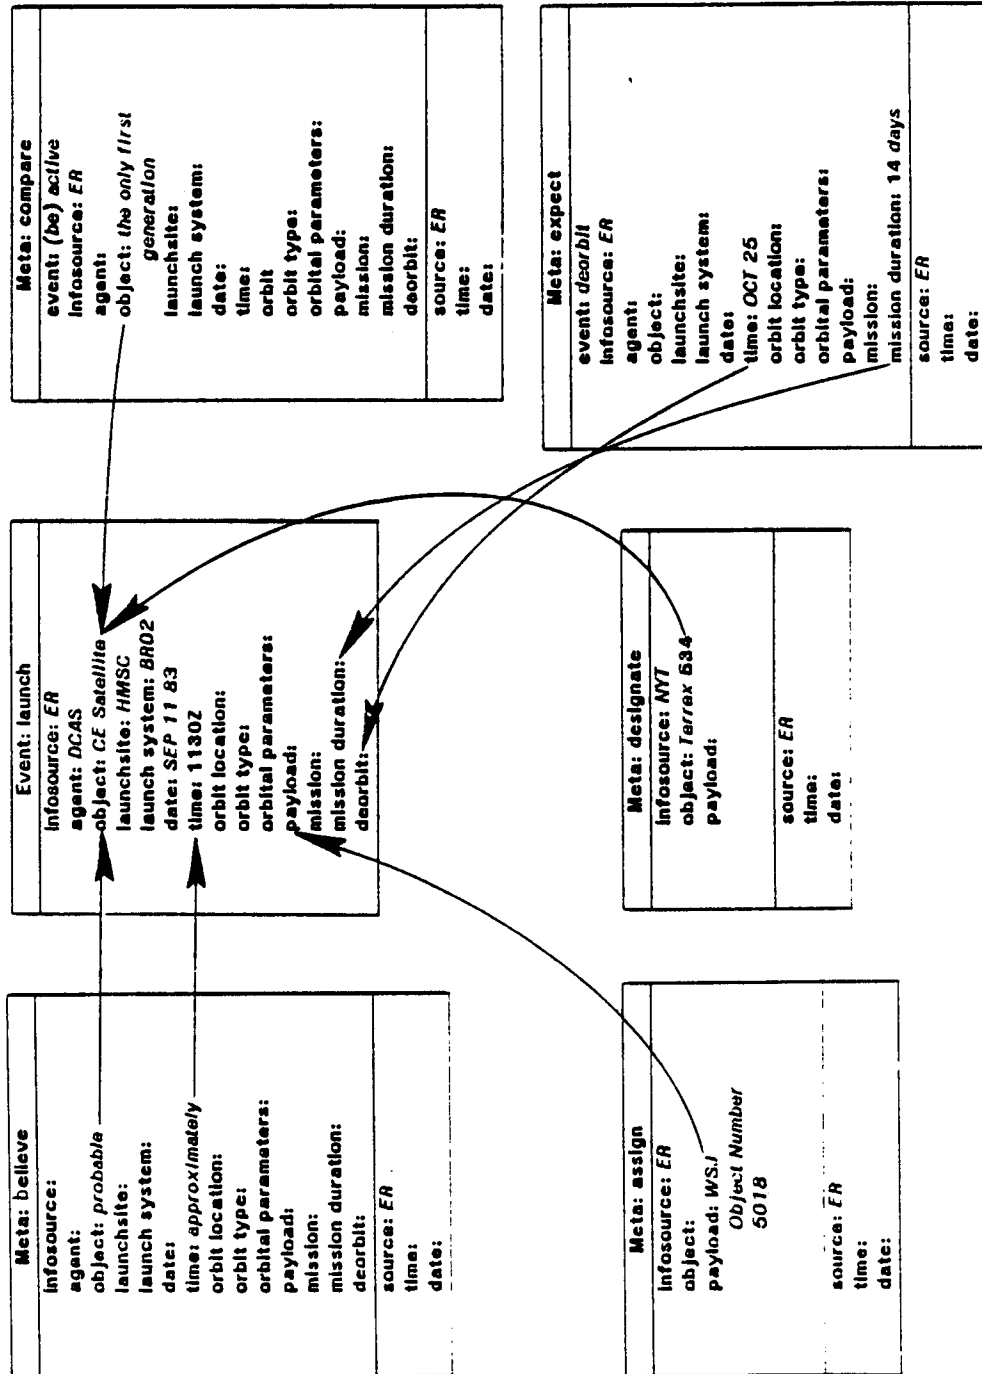 Meta: believe
infosource:
agent:
object: probable
launchsite:
launch system:
date:
time: approximately
orbit location:
orbit type:
orbital parameters:
payload:
mission:
mission duration:
deorbit:
source: ER
time:
date:
Event: launch
infosource: ER
agent: DCAS
object: CE Satellite
launchsite: HMSC
launch system: BR02
date: SEP 11 83
time: 1130Z
orbit location:
orbit type:
orbital parameters:
payload:
mission:
mission duration:
deorbit:
Meta: compare
event: (be) active
infosource: ER
agent:
object: the only first
generation
launchsite:
launch system:
date:
time:
orbit
orbit type:
orbital parameters:
payload:
mission:
mission duration:
deorbit:
source: ER
time:
date:
Meta: assign
infosource: ER
object:
payload: WSJ
Object Number
5018
source: ER
time:
date:
Meta: designate
infosource: NYT
object: Terrex 534
payload:
source: ER
time:
date:
Meta: expect
event: deorbit
infosource: ER
agent:
object:
launchsite:
launch system:
date:
time: OCT 25
orbit location:
orbit type:
orbital parameters:
payload:
mission:
mission duration: 14 days
source: ER
time:
date: